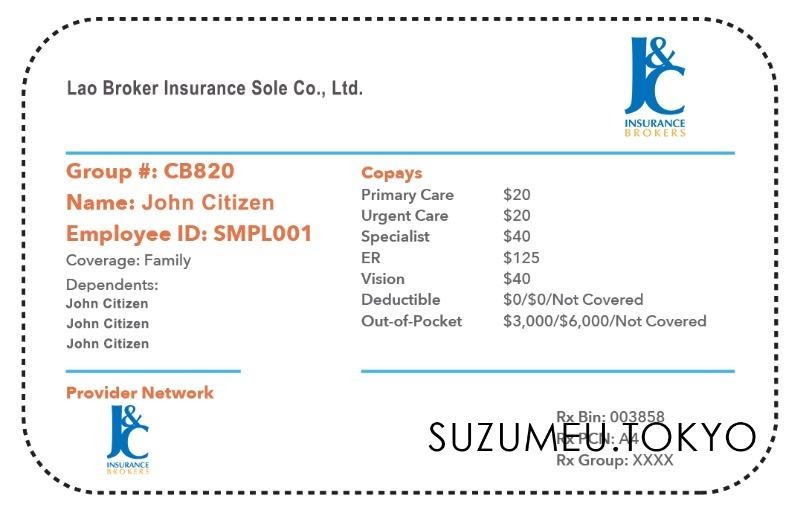 Lao Broker Insurance Sole Co., Ltd.
J&C
INSURANCE
BROKERS
Group #: CB820
Name: John Citizen
Employee ID: SMPL001
Coverage: Family
Dependents:
John Citizen
John Citizen
John Citizen
Copays
Primary Care $20
Urgent Care $20
Specialist $40
ER $125
Vision $40
Deductible $0/$0/Not Covered
Out-of-Pocket $3,000/$6,000/Not Covered
Provider Network
J&C
INSURANCE
BROKERS
Rx Bin: 003858
Rx PCN: A4
Rx Group: XXXX
SUZUMEU.TOKYO